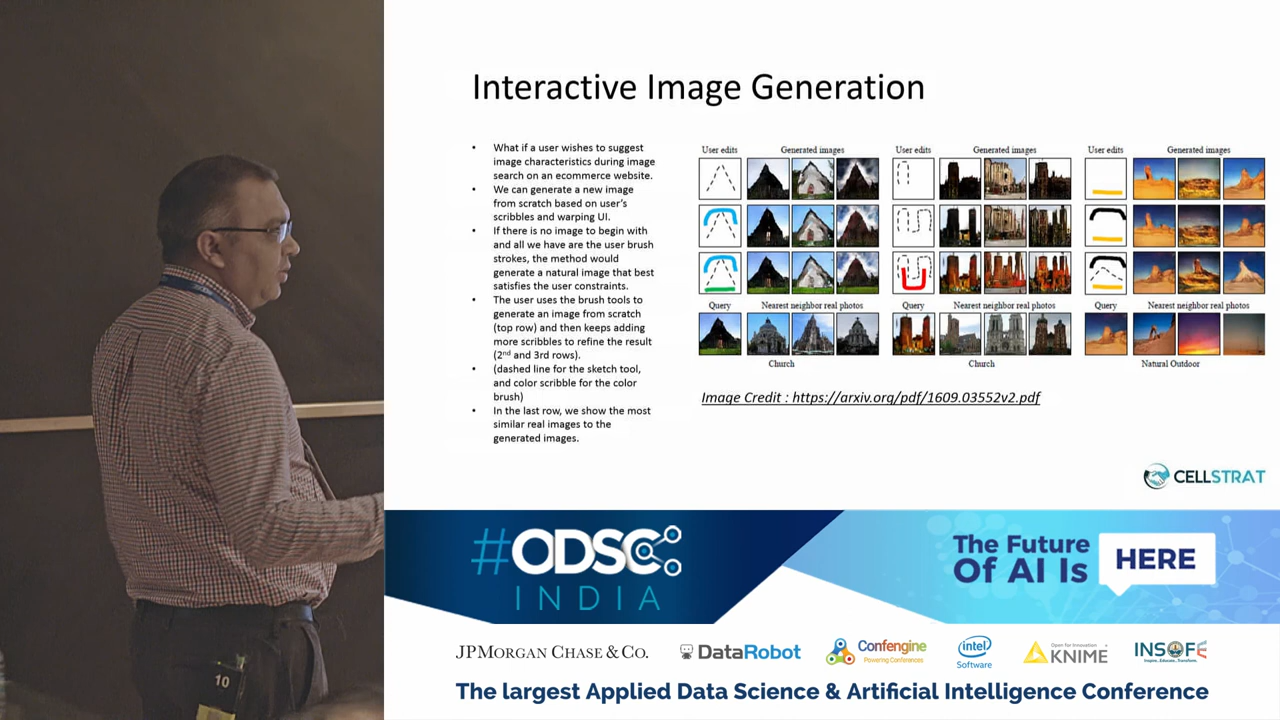 Interactive Image Generation
• What if a user wishes to suggest
image characteristics during image
search on an ecommerce website.
• We can generate a new image
from scratch based on user's
scribbles and warping UI.
• If there is no image to begin with
and all we have are the user brush
strokes, the method would
generate a natural image that best
satisfies the user constraints.
• The user uses the brush tools to
generate an image from scratch
(top row) and then keeps adding
more scribbles to refine the result
(2nd and 3rd rows).
• (dashed line for the sketch tool,
and color scribble for the color
brush)
• In the last row, we show the most
similar real images to the
generated images.
User edits Generated images User edits Generated images User edits Generated images
Query Nearest neighbor real photos Query Nearest neighbor real photos Query Nearest neighbor real photos
Church Church Natural Outdoor
Image Credit : https://arxiv.org/pdf/1609.03552v2.pdf
CELLSTRAT
#ODSC
INDIA
The Future
Of AI Is
HERE
JPMORGAN CHASE & CO. DataRobot Confengine
Powering Conferences
intel
Software
Open for Innovation
KNIME
INSOFE
Inspire...Educate...Transform.
The largest Applied Data Science & Artificial Intelligence Conference
10